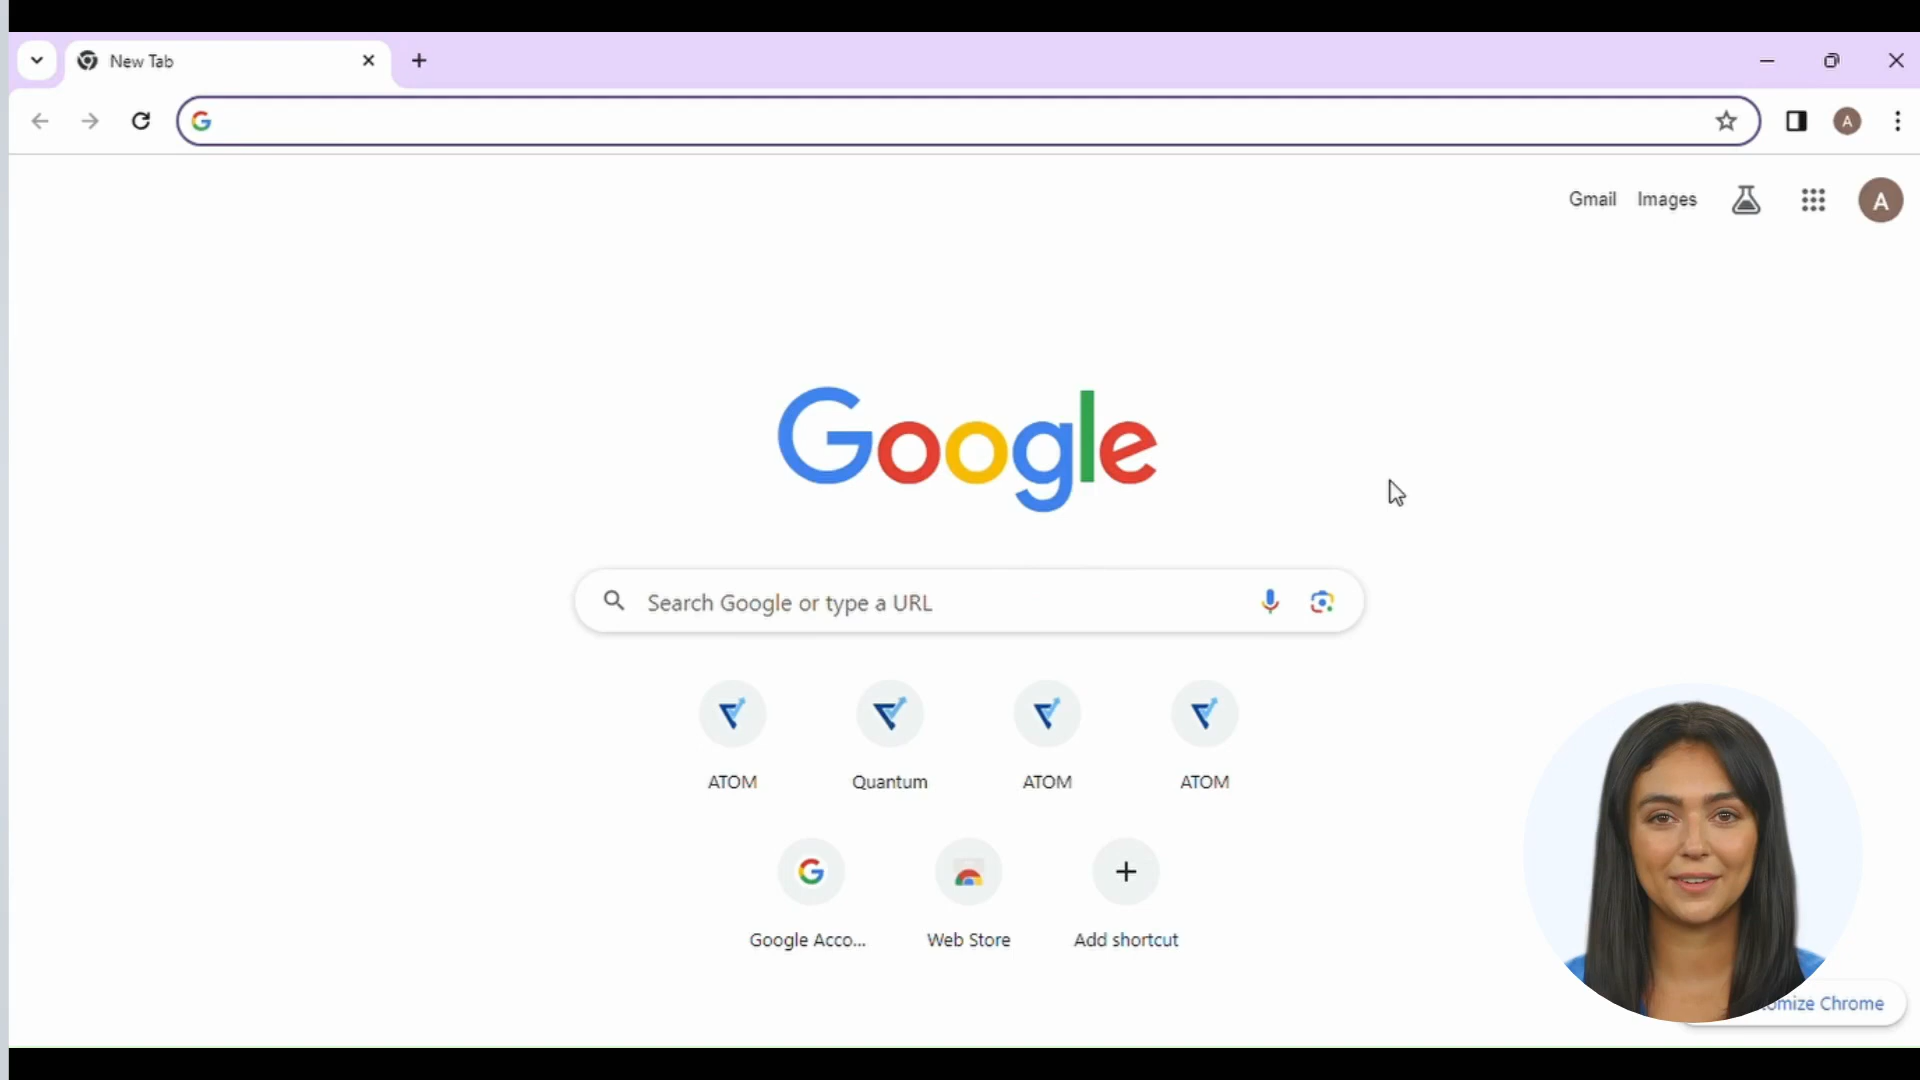 New Tab
A
Gmail Images
A
Google
Search Google or type a URL
ATOM Quantum ATOM ATOM
Google Acco... Web Store Add shortcut
omize Chrome